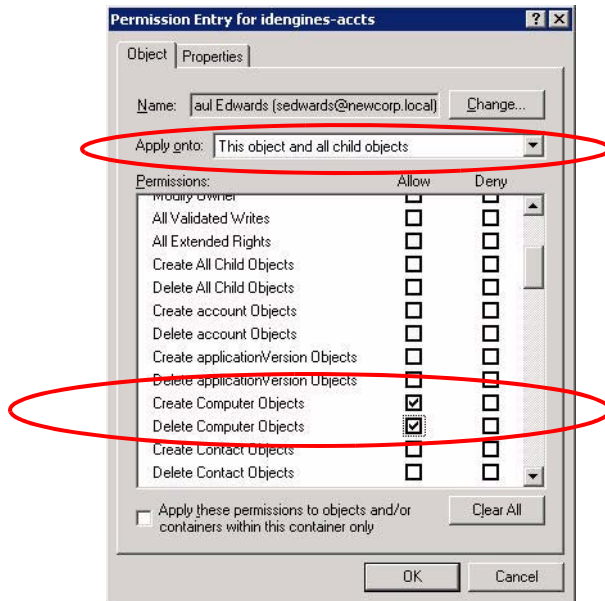 Permission Entry for idengines-accts
Object Properties
Name: aul Edwards (sedwards@newcorp.local) Change...
Apply onto: This object and all child objects
Permissions: Allow Deny
Modify Owner
All Validated Writes
All Extended Rights
Create All Child Objects
Delete All Child Objects
Create account Objects
Delete account Objects
Create applicationVersion Objects
Delete applicationVersion Objects
Create Computer Objects
Delete Computer Objects
Create Contact Objects
Delete Contact Objects
Apply these permissions to objects and/or
containers within this container only
Clear All
OK Cancel